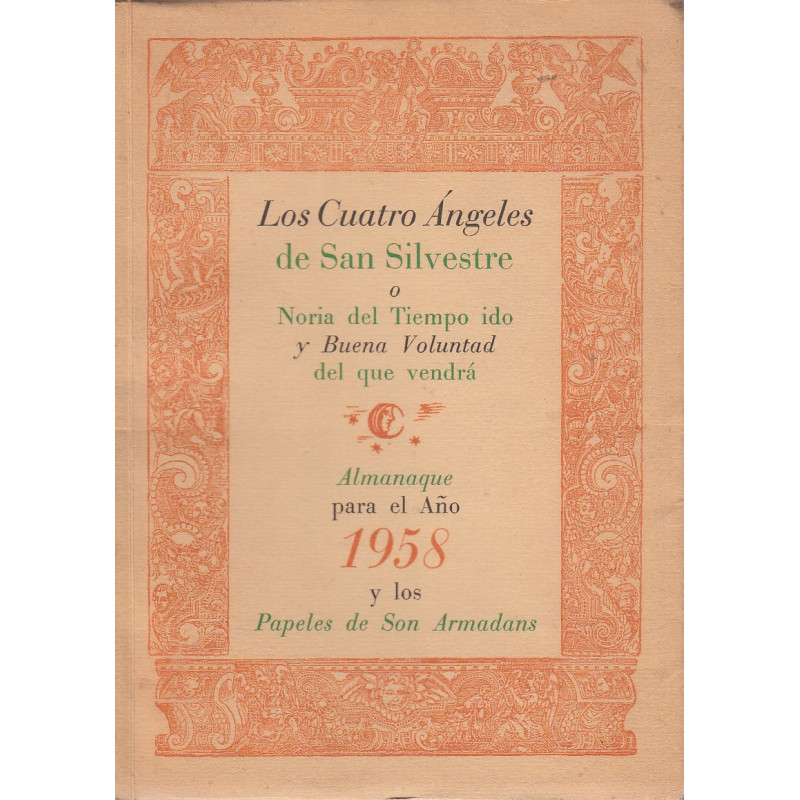 Los Cuatro Ángeles
de San Silvestre
o
Noria del Tiempo ido
y Buena Voluntad
del que vendrá
Almanaque
para el Año
1958
y los
Papeles de Son Armadans